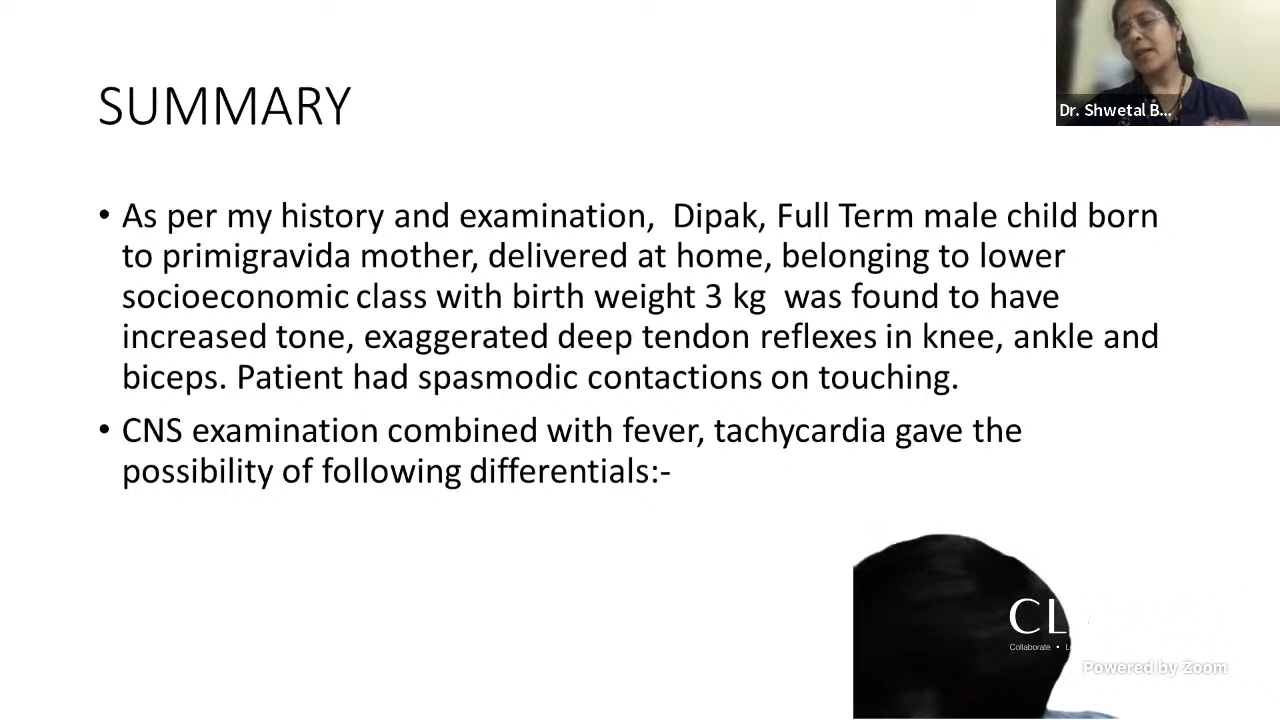 SUMMARY
Dr. Shwetal B...
• As per my history and examination, Dipak, Full Term male child born
to primigravida mother, delivered at home, belonging to lower
socioeconomic class with birth weight 3 kg was found to have
increased tone, exaggerated deep tendon reflexes in knee, ankle and
biceps. Patient had spasmodic contactions on touching.
• CNS examination combined with fever, tachycardia gave the
possibility of following differentials:-
CL
Collaborate •
Powered by Zoom